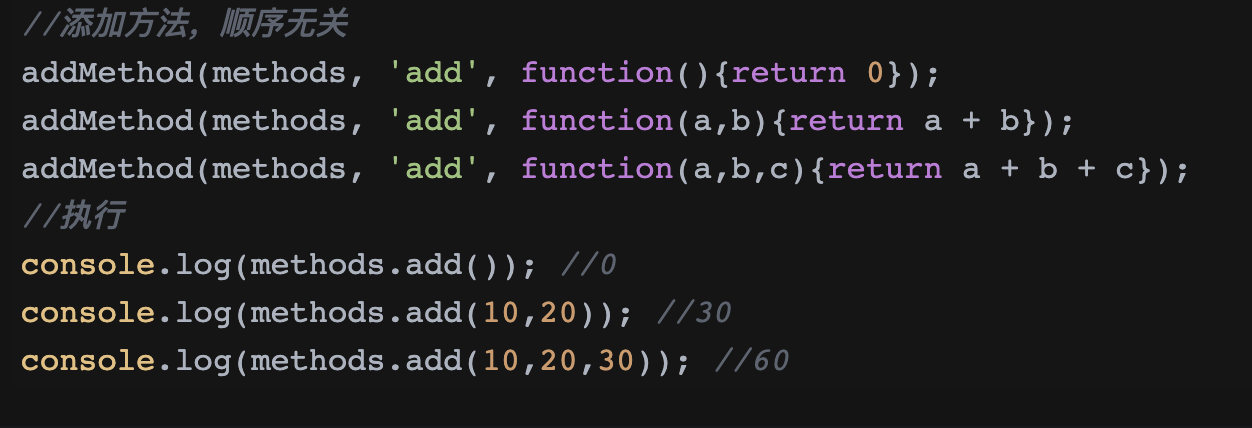 //添加方法，顺序无关
addMethod(methods, 'add', function(){return 0});
addMethod(methods, 'add', function(a,b){return a + b});
addMethod(methods, 'add', function(a,b,c){return a + b + c});
//执行
console.log(methods.add()); //0
console.log(methods.add(10,20)); //30
console.log(methods.add(10,20,30)); //60